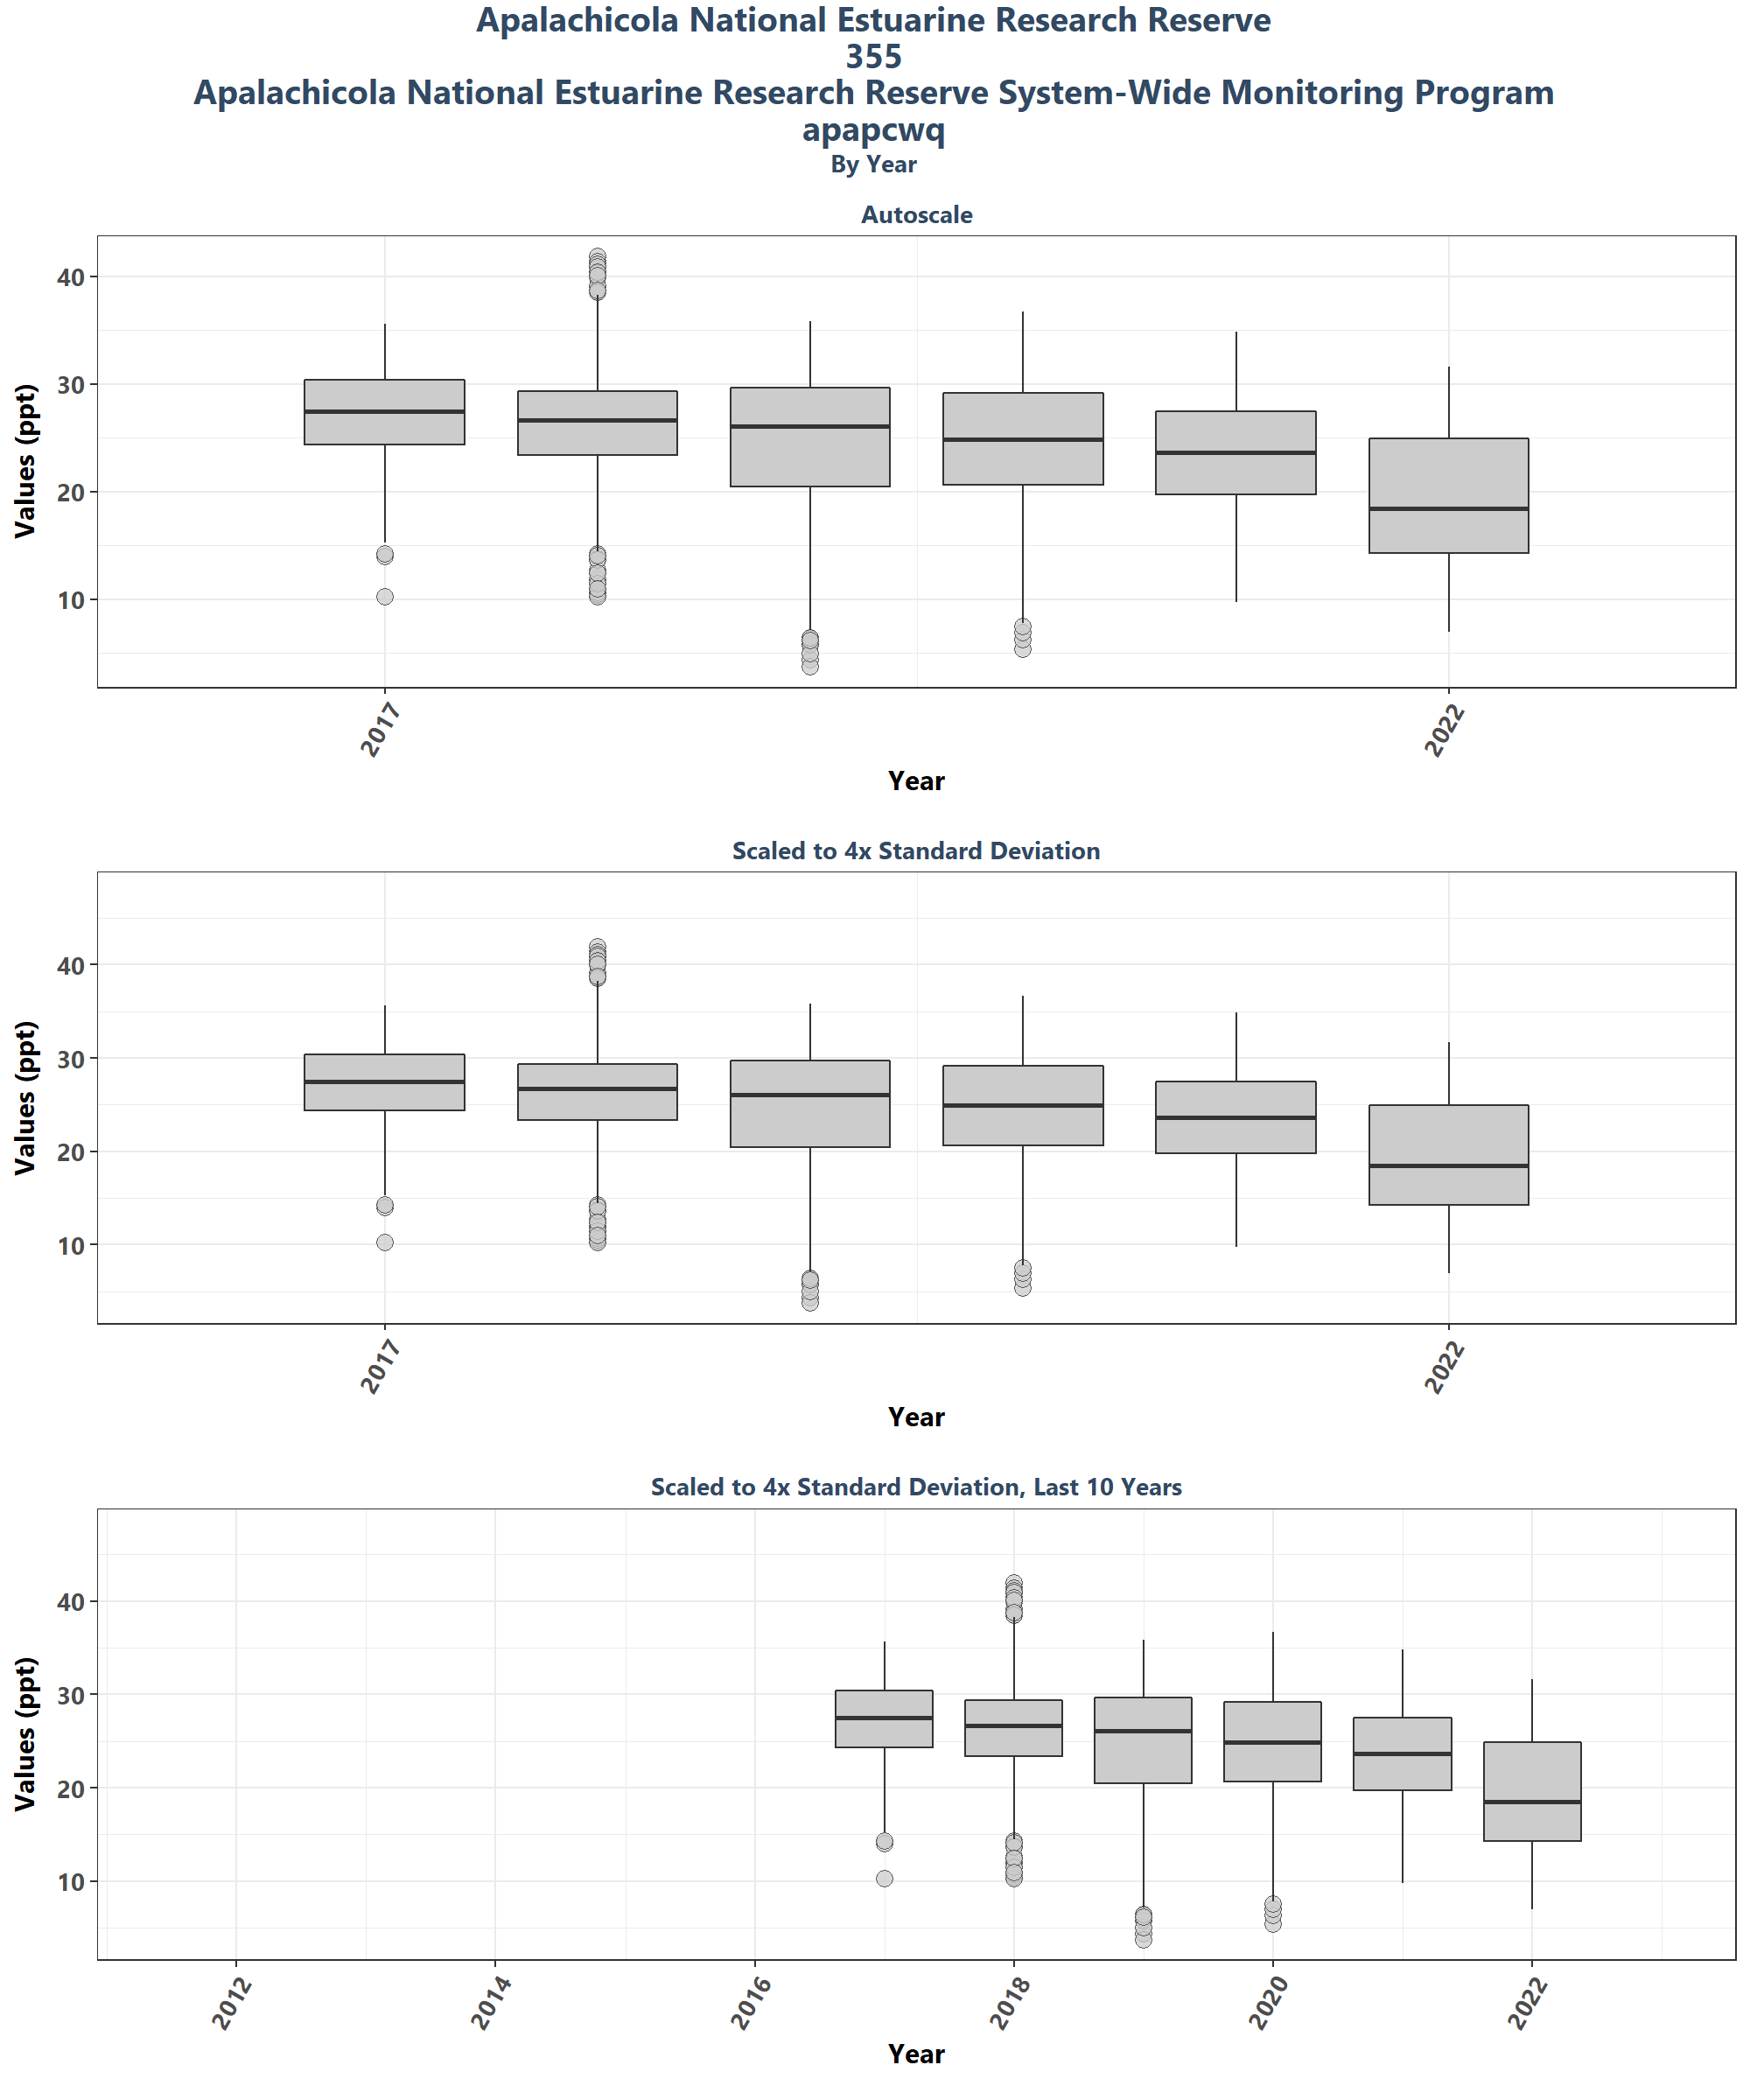 Apalachicola National Estuarine Research Reserve
355
Apalachicola National Estuarine Research Reserve System-Wide Monitoring Program
apapcwq
By Year
Autoscale
Values (ppt)
40
30
20
10
2017
2022
Year
Scaled to 4x Standard Deviation
Values (ppt)
40
30
20
10
2017
2022
Year
Scaled to 4x Standard Deviation, Last 10 Years
Values (ppt)
40
30
20
10
2012
2014
2016
2018
2020
2022
Year